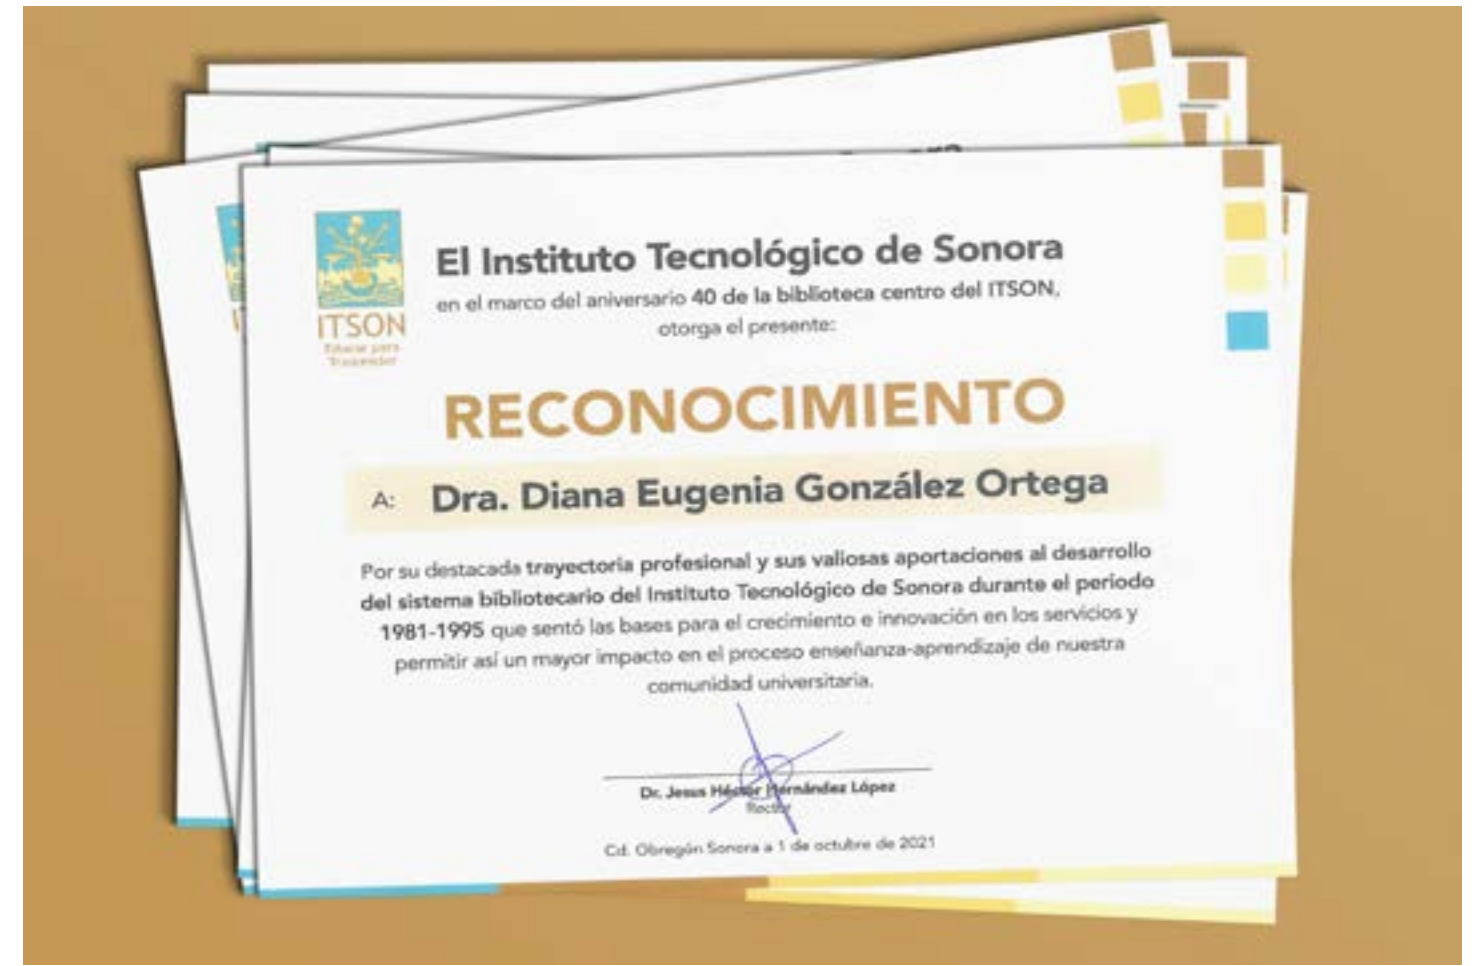 El Instituto Tecnológico de Sonora
en el marco del aniversario 40 de la biblioteca centro del ITSON,
otorga el presente:
ITSON
Educar para
Trascender
RECONOCIMIENTO
A: Dra. Diana Eugenia González Ortega
Por su destacada trayectoria profesional y sus valiosas aportaciones al desarrollo
del sistema bibliotecario del Instituto Tecnológico de Sonora durante el periodo
1981-1995 que sentó las bases para el crecimiento e innovación en los servicios y
permitir así un mayor impacto en el proceso enseñanza-aprendizaje de nuestra
comunidad universitaria.
Dr. Jesus Héctor Hernández López
Rector
Cd. Obregón Sonora a 1 de octubre de 2021